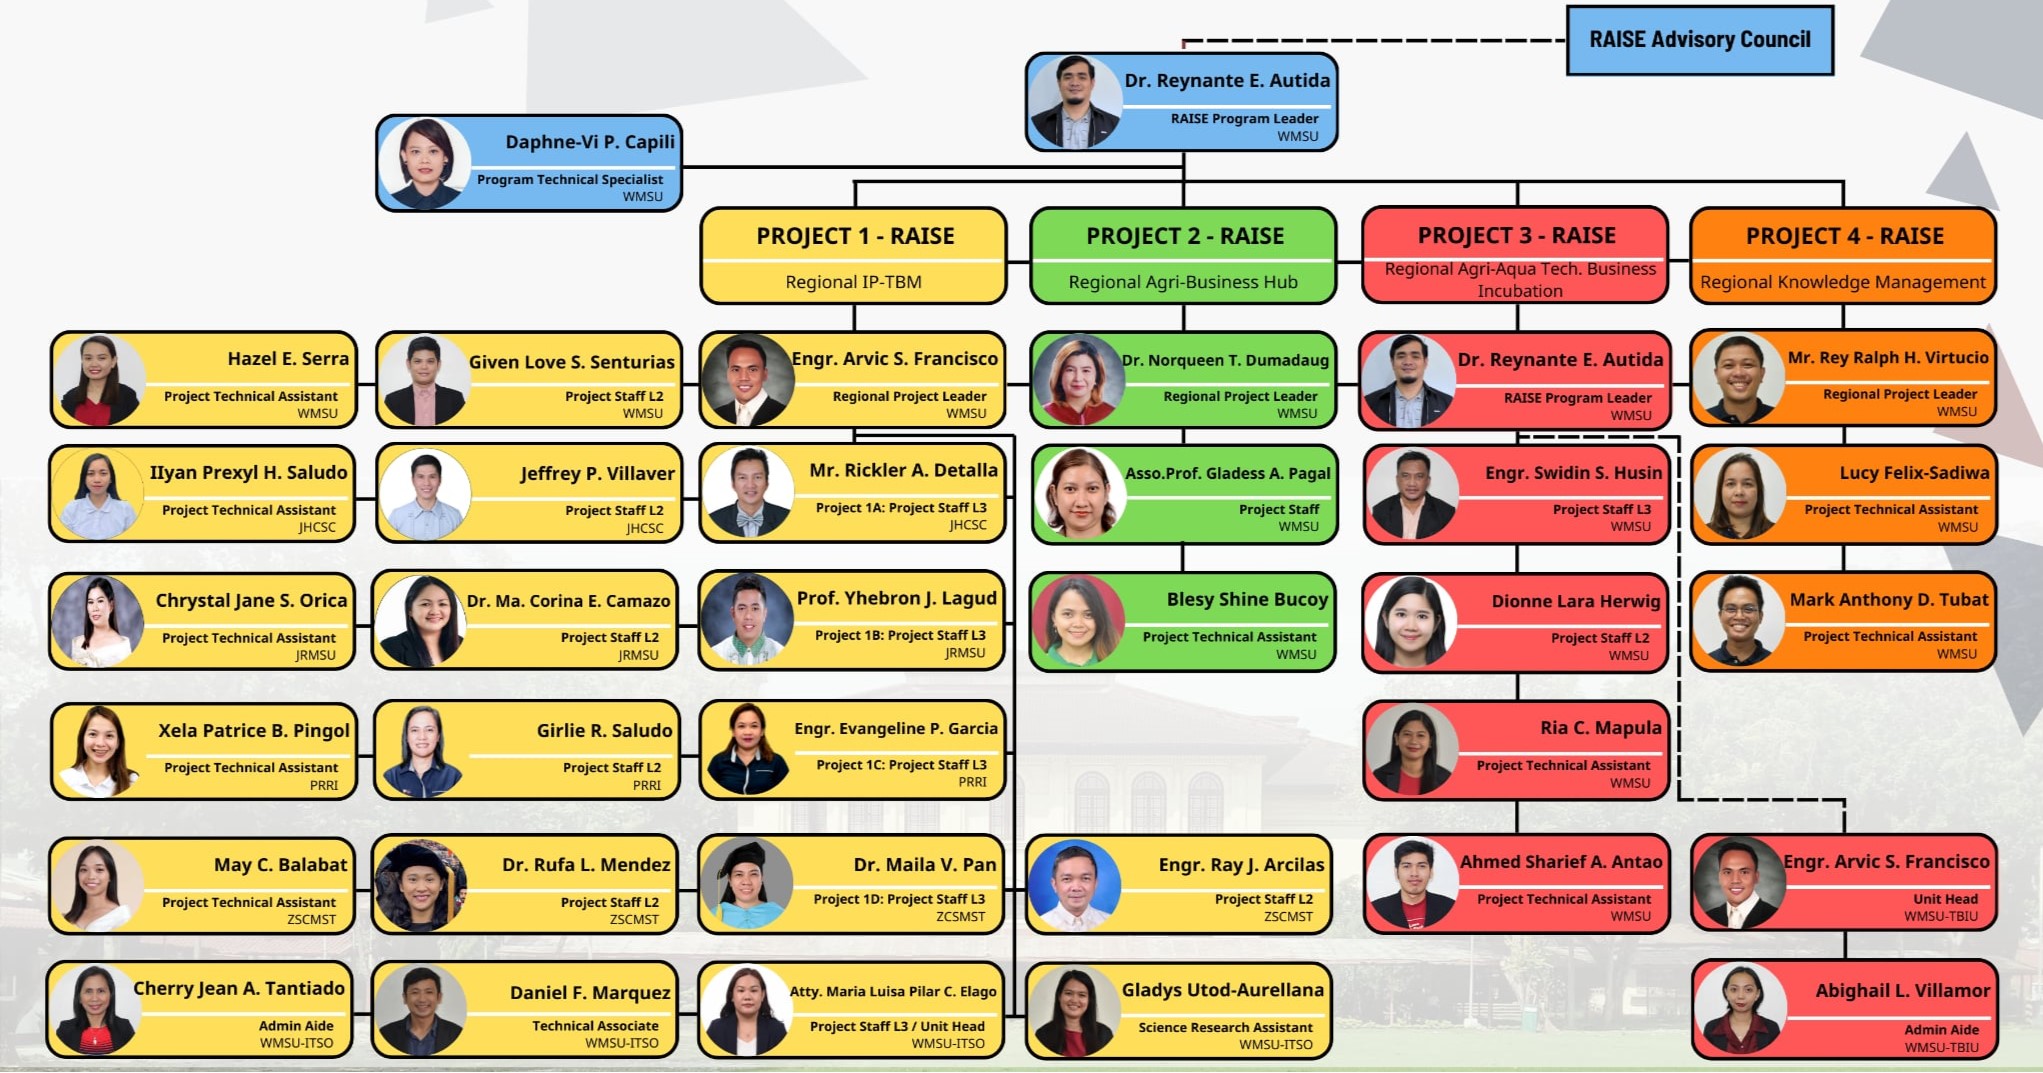 RAISE Advisory Council
Dr. Reynante E. Autida
RAISE Program Leader
WMSU
Daphne-Vi P. Capili
Program Technical Specialist
WMSU
PROJECT 1 - RAISE
Regional IP-TBM
PROJECT 2 - RAISE
Regional Agri-Business Hub
PROJECT 3 - RAISE
Regional Agri-Aqua Tech. Business
Incubation
PROJECT 4 - RAISE
Regional Knowledge Management
Hazel E. Serra
Project Technical Assistant
WMSU
Given Love S. Senturias
Project Staff L2
WMSU
Engr. Arvic S. Francisco
Regional Project Leader
WMSU
Dr. Norqueen T. Dumadaug
Regional Project Leader
WMSU
Dr. Reynante E. Autida
RAISE Program Leader
WMSU
Mr. Rey Ralph H. Virtucio
Regional Project Leader
WMSU
IIyan Prexyl H. Saludo
Project Technical Assistant
JHCSC
Jeffrey P. Villaver
Project Staff L2
JHCSC
Mr. Rickler A. Detalla
Project 1A: Project Staff L3
JHCSC
Asso.Prof. Gladess A. Pagal
Project Staff
WMSU
Engr. Swidin S. Husin
Project Staff L3
WMSU
Lucy Felix-Sadiwa
Project Technical Assistant
WMSU
Chrystal Jane S. Orica
Project Technical Assistant
JRMSU
Dr. Ma. Corina E. Camazo
Project Staff L2
JRMSU
Prof. Yhebron J. Lagud
Project 1B: Project Staff L3
JRMSU
Blesy Shine Bucoy
Project Technical Assistant
WMSU
Dionne Lara Herwig
Project Staff L2
WMSU
Mark Anthony D. Tubat
Project Technical Assistant
WMSU
Xela Patrice B. Pingol
Project Technical Assistant
PRRI
Girlie R. Saludo
Project Staff L2
PRRI
Engr. Evangeline P. Garcia
Project 1C: Project Staff L3
PRRI
Ria C. Mapula
Project Technical Assistant
WMSU
May C. Balabat
Project Technical Assistant
ZSCMST
Dr. Rufa L. Mendez
Project Staff L2
ZSCMST
Dr. Maila V. Pan
Project 1D: Project Staff L3
ZCSMST
Engr. Ray J. Arcilas
Project Staff L2
ZSCMST
Ahmed Sharief A. Antao
Project Technical Assistant
WMSU
Engr. Arvic S. Francisco
Unit Head
WMSU-TBIU
Cherry Jean A. Tantiado
Admin Aide
WMSU-ITSO
Daniel F. Marquez
Technical Associate
WMSU-ITSO
Atty. Maria Luisa Pilar C. Elago
Project Staff L3 / Unit Head
WMSU-ITSO
Gladys Utod-Aurellana
Science Research Assistant
WMSU-ITSO
Abighail L. Villamor
Admin Aide
WMSU-TBIU